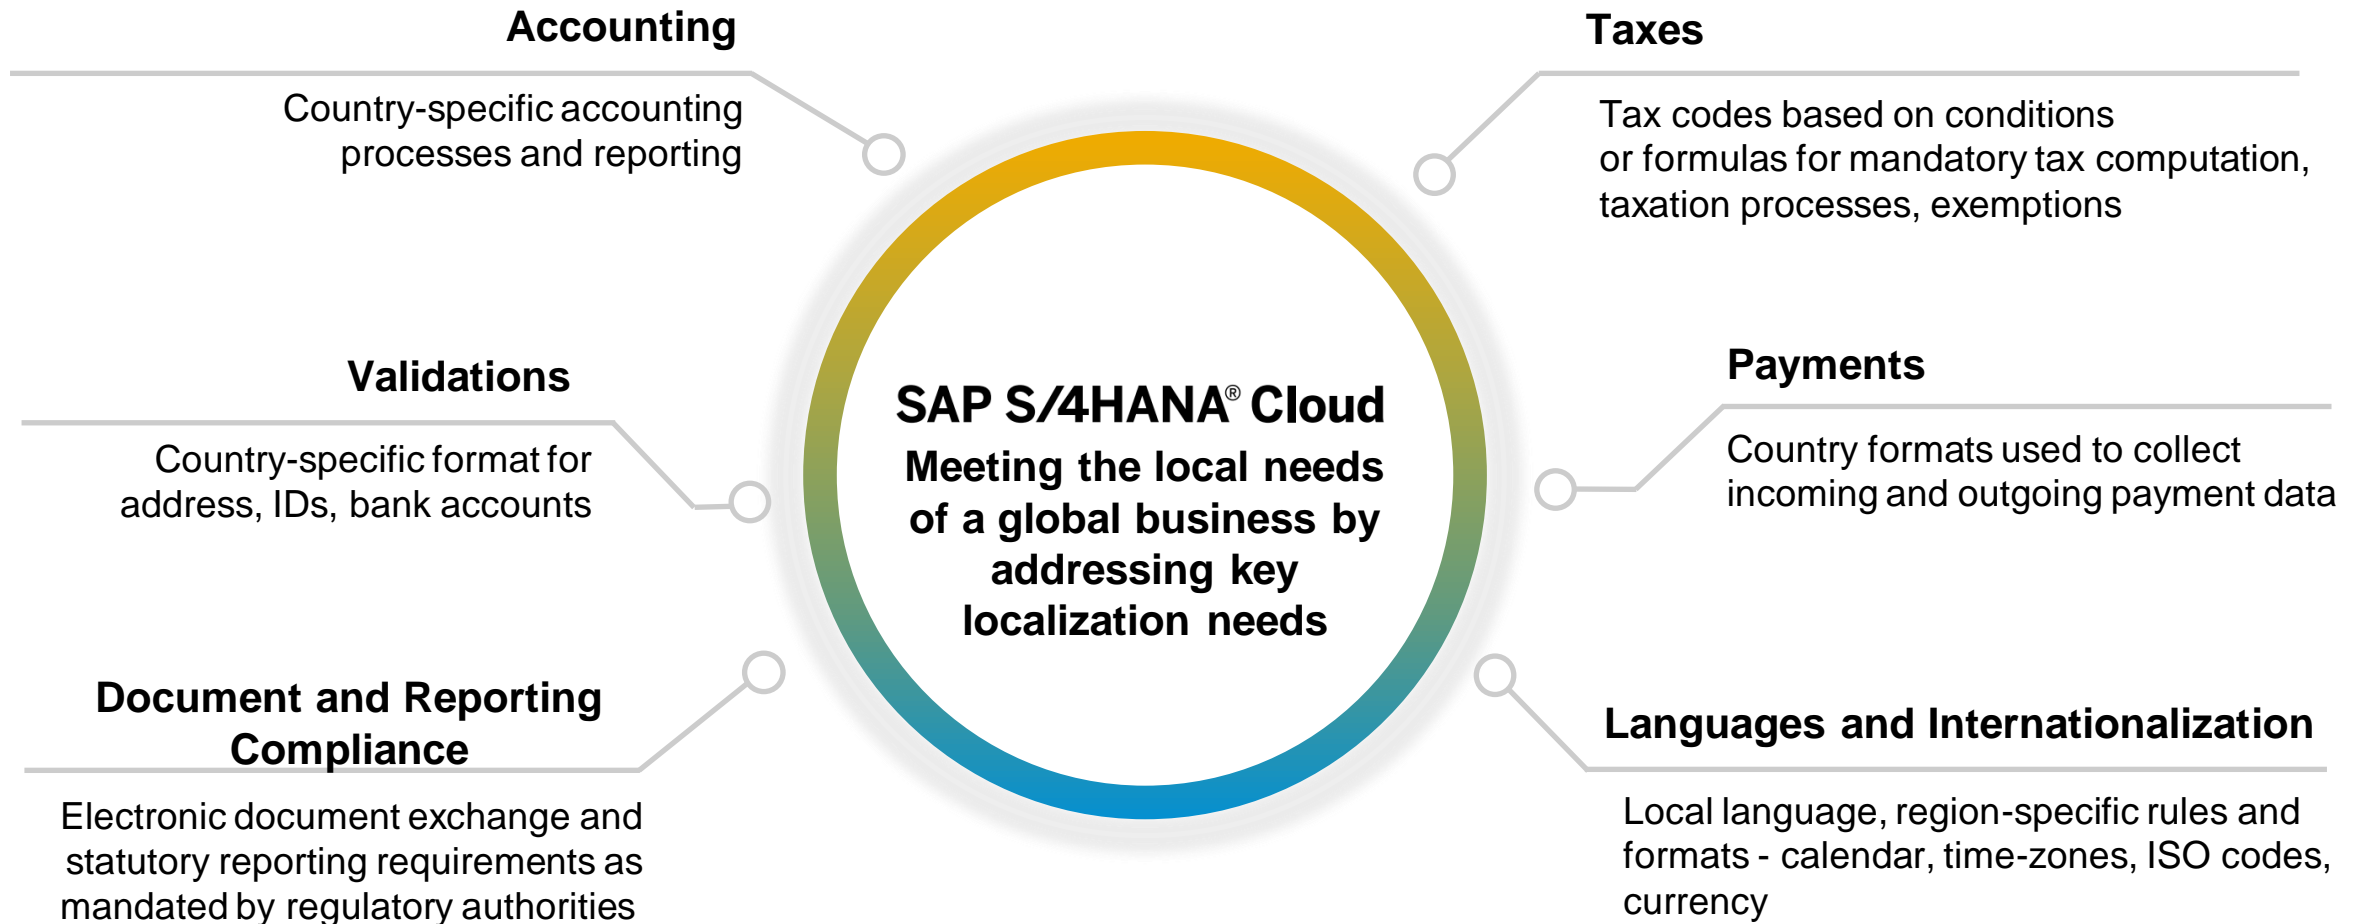 Accounting
Country-specific accounting
processes and reporting
Validations
Country-specific format for
address, IDs, bank accounts
Document and Reporting
Compliance
Electronic document exchange and
statutory reporting requirements as
mandated by regulatory authorities
SAP S/4HANA® Cloud
Meeting the local needs
of a global business by
addressing key
localization needs
Taxes
Tax codes based on conditions
or formulas for mandatory tax computation,
taxation processes, exemptions
Payments
Country formats used to collect
incoming and outgoing payment data
Languages and Internationalization
Local language, region-specific rules and
formats - calendar, time-zones, ISO codes,
currency